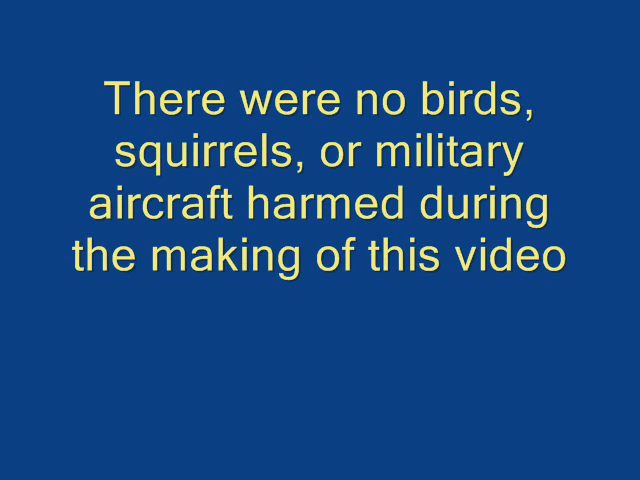 There were no birds,
squirrels, or military
aircraft harmed during
the making of this video